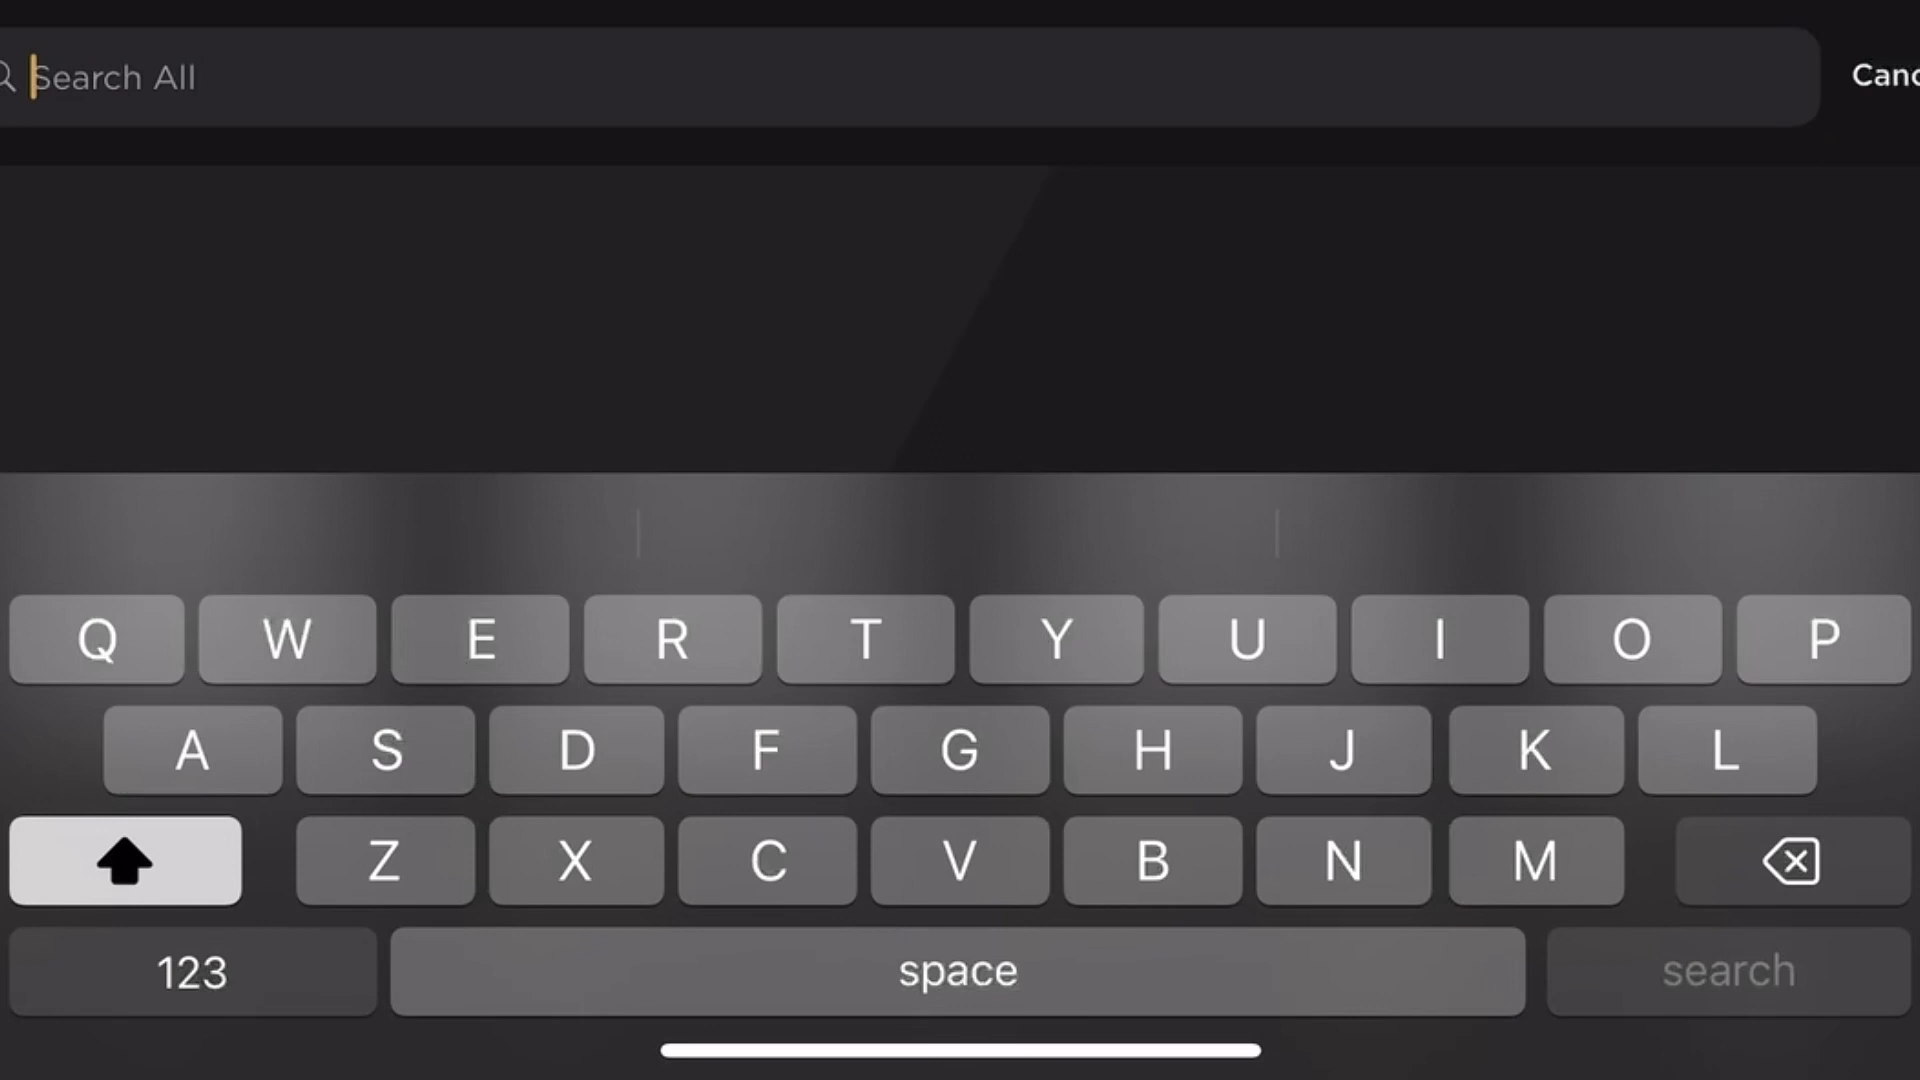 Search All
Canc
Q W E R T Y U I O P
A S D F G H J K L
Z X C V B N M
123 space search